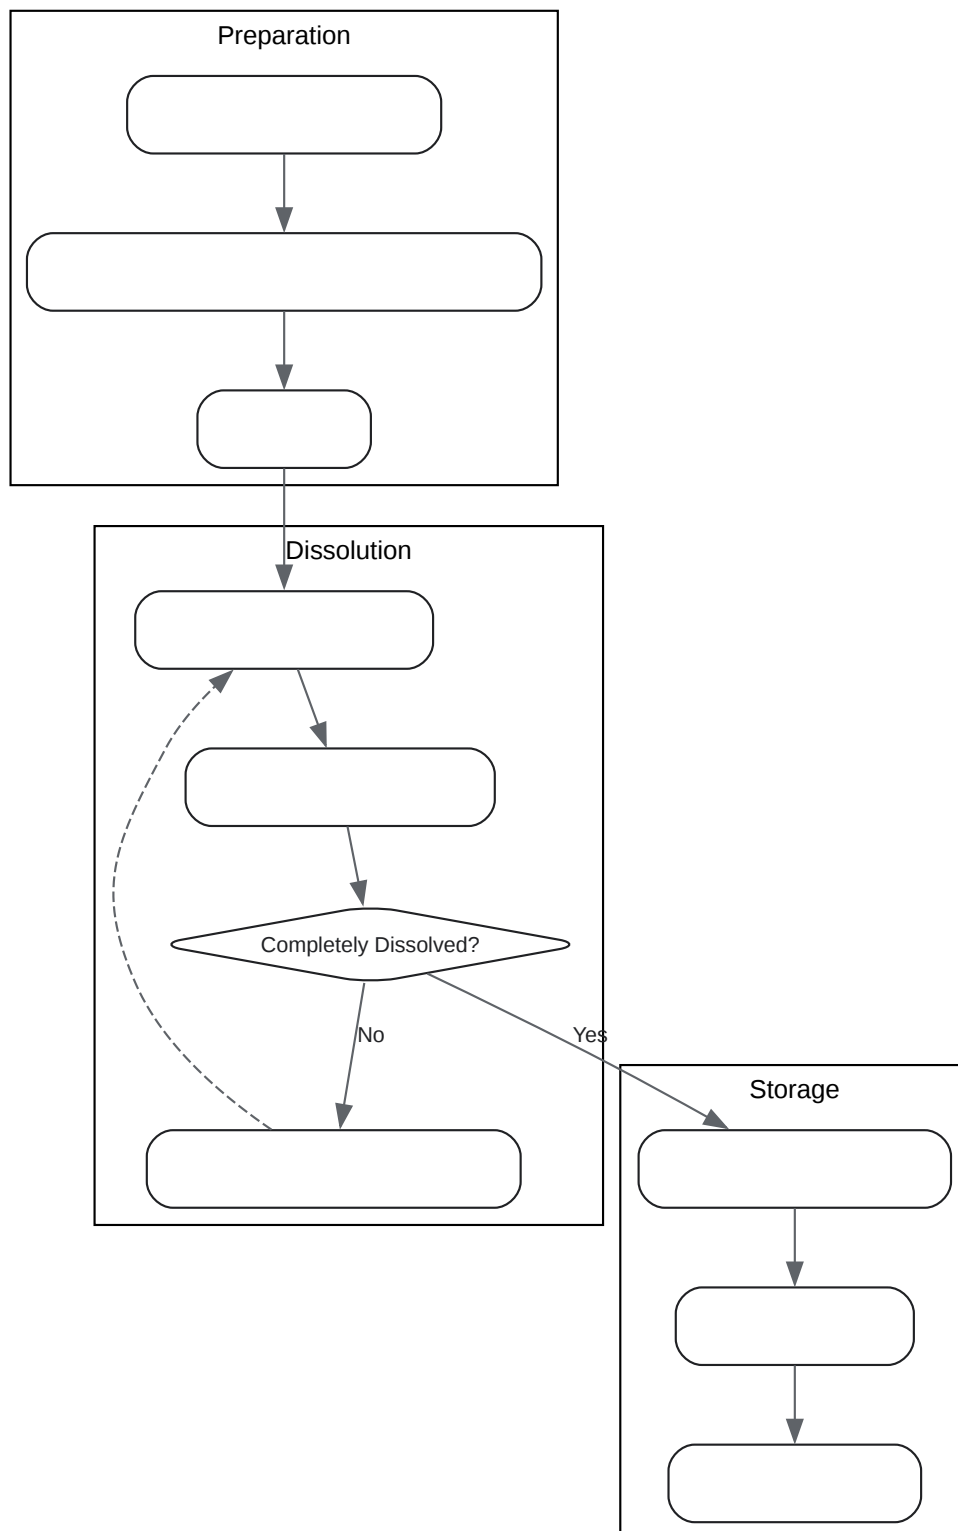 Preparation
Dissolution
Completely Dissolved?
No
Yes
Storage